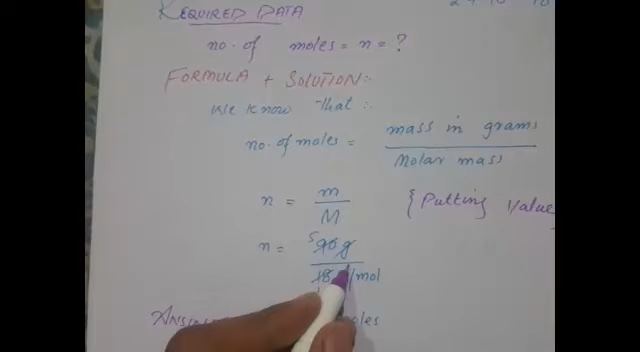 REQUIRED DATA
no. of moles = n = ?
FORMULA + SOLUTION:-
We know that :-
no. of moles = mass in grams
Molar mass
n = m
M
{Putting Value
n = 5 90 g
18 /mol